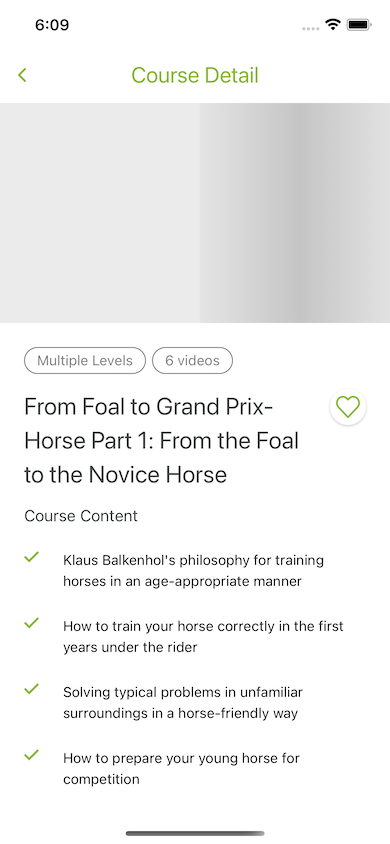 6:09
Course Detail
Multiple Levels
6 videos
From Foal to Grand Prix-
Horse Part 1: From the Foal
to the Novice Horse
Course Content
Klaus Balkenhol's philosophy for training
horses in an age-appropriate manner
How to train your horse correctly in the first
years under the rider
Solving typical problems in unfamiliar
surroundings in a horse-friendly way
How to prepare your young horse for
competition